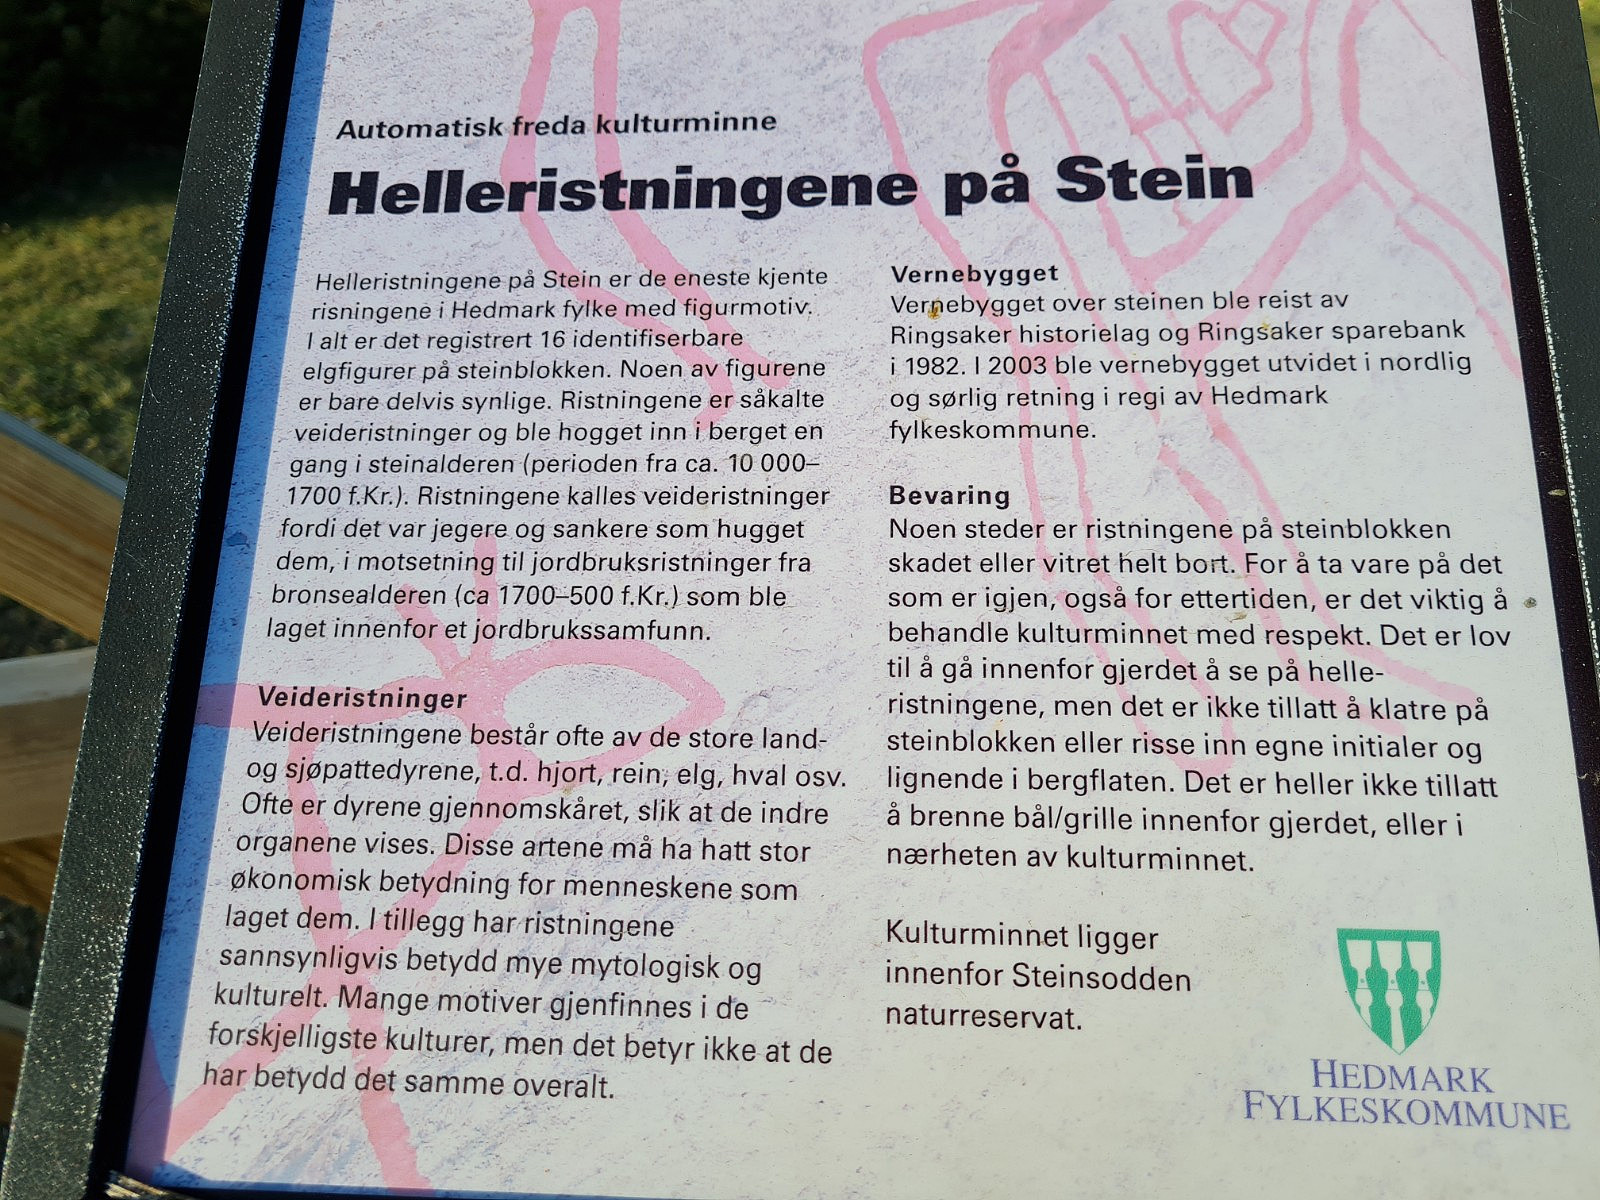 Automatisk freda kulturminne
Helleristningene på Stein
Helleristningene på Stein er de eneste kjente
risningene i Hedmark fylke med figurmotiv.
I alt er det registrert 16 identifiserbare
elgfigurer på steinblokken. Noen av figurene
er bare delvis synlige. Ristningene er såkalte
veideristninger og ble hogget inn i berget en
gang i steinalderen (perioden fra ca. 10 000–
1700 f.Kr.). Ristningene kalles veideristninger
fordi det var jegere og sankere som hugget
dem, i motsetning til jordbruksristninger fra
bronsealderen (ca 1700–500 f.Kr.) som ble
laget innenfor et jordbrukssamfunn.
Veideristninger
Veideristningene består ofte av de store land-
og sjøpattedyrene, t.d. hjort, rein, elg, hval osv.
Ofte er dyrene gjennomskåret, slik at de indre
organene vises. Disse artene må ha hatt stor
økonomisk betydning for menneskene som
laget dem. I tillegg har ristningene
sannsynligvis betydd mye mytologisk og
kulturelt. Mange motiver gjenfinnes i de
forskjelligste kulturer, men det betyr ikke at de
har betydd det samme overalt.
Vernebygget
Vernebygget over steinen ble reist av
Ringsaker historielag og Ringsaker sparebank
i 1982. I 2003 ble vernebygget utvidet i nordlig
og sørlig retning i regi av Hedmark
fylkeskommune.
Bevaring
Noen steder er ristningene på steinblokken
skadet eller vitret helt bort. For å ta vare på det
som er igjen, også for ettertiden, er det viktig å
behandle kulturminnet med respekt. Det er lov
til å gå innenfor gjerdet å se på helle-
ristningene, men det er ikke tillatt å klatre på
steinblokken eller risse inn egne initialer og
lignende i bergflaten. Det er heller ikke tillatt
å brenne bål/grille innenfor gjerdet, eller i
nærheten av kulturminnet.
Kulturminnet ligger
innenfor Steinsodden
naturreservat.
HEDMARK
FYLKESKOMMUNE